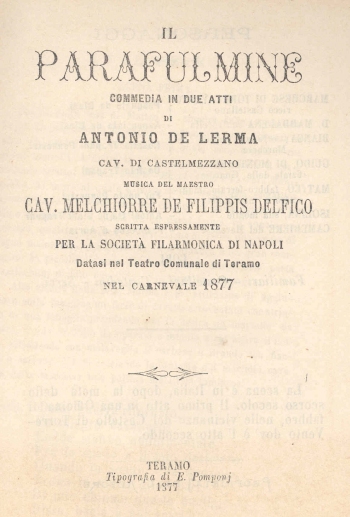 IL
PARAFULMINE
COMMEDIA IN DUE ATTI
DI
ANTONIO DE LERMA
CAV. DI CASTELMEZZANO
MUSICA DEL MAESTRO
CAV. MELCHIORRE DE FILIPPIS DELFICO
SCRITTA ESPRESSAMENTE
PER LA SOCIETÀ FILARMONICA DI NAPOLI
Datasi nel Teatro Comunale di Teramo
NEL CARNEVALE 1877
TERAMO
Tipografia di E. Pomponj
1877